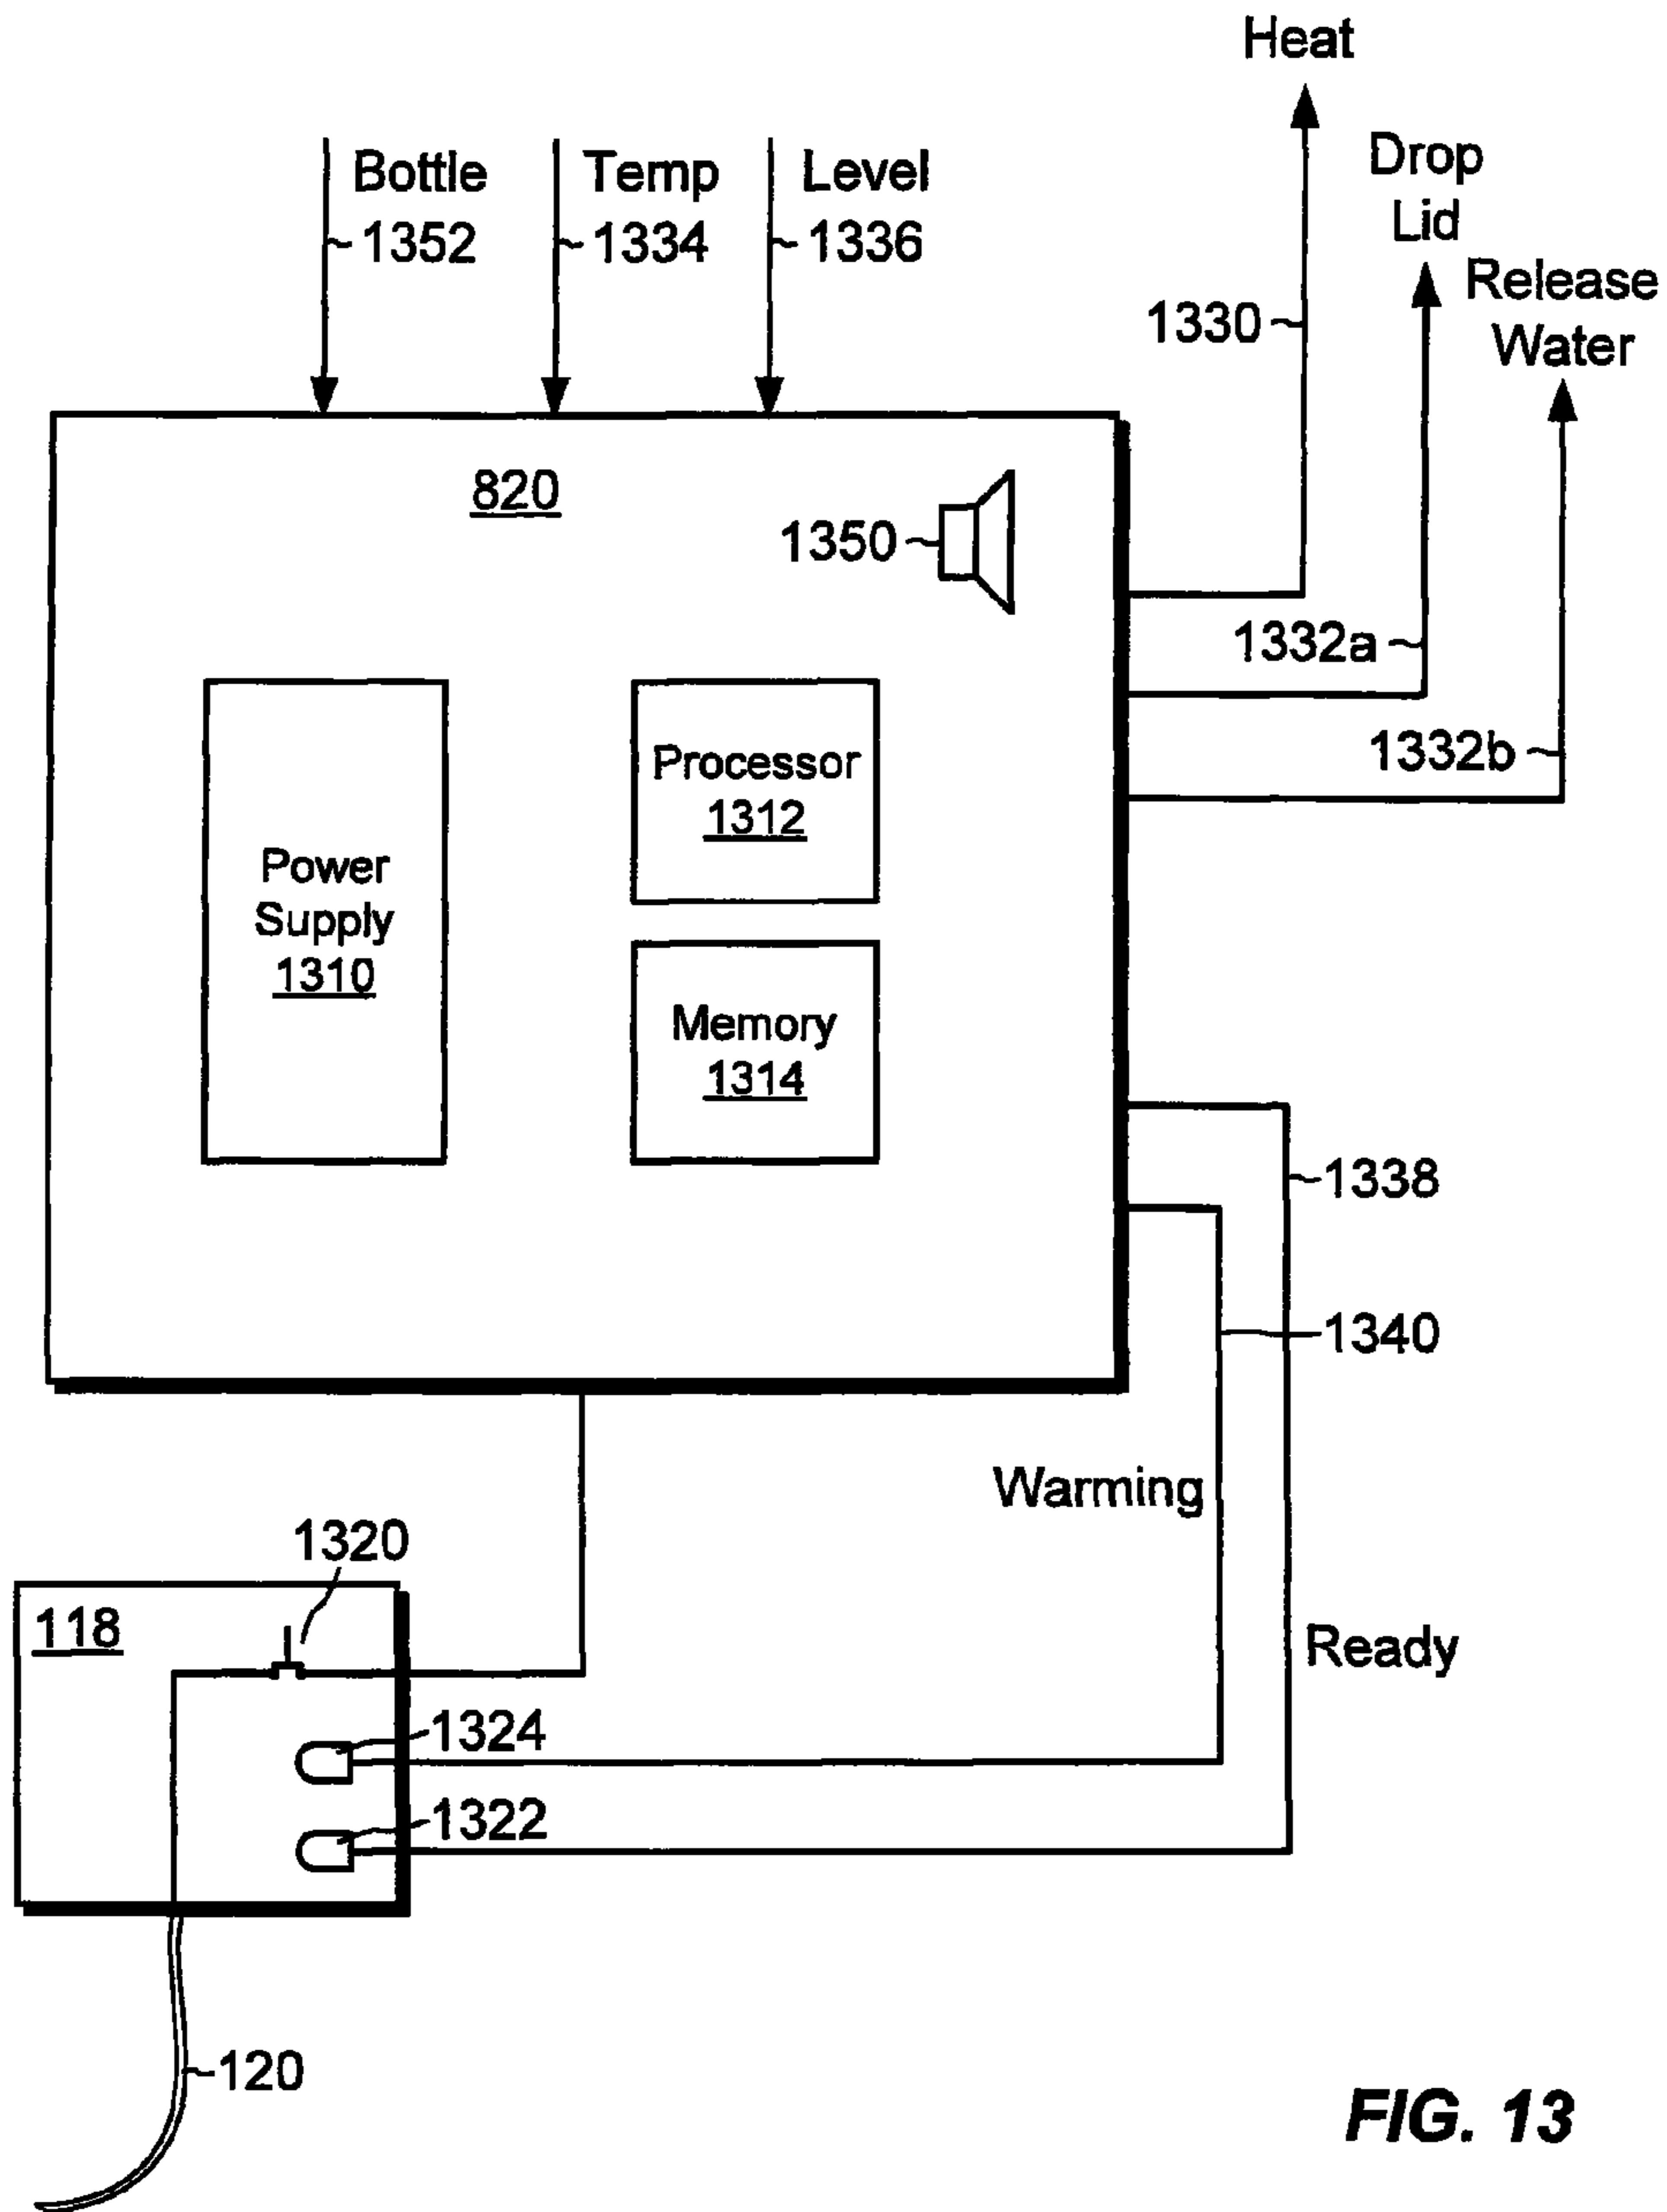 Heat
Drop
Lid
Release
Water
Bottle
1352
Temp
1334
Level
1336
1330
820
1350
1332a
1332b
Processor
1312
Power
Supply
1310
Memory
1314
1338
1340
Warming
1320
118
Ready
1324
1322
120
FIG. 13